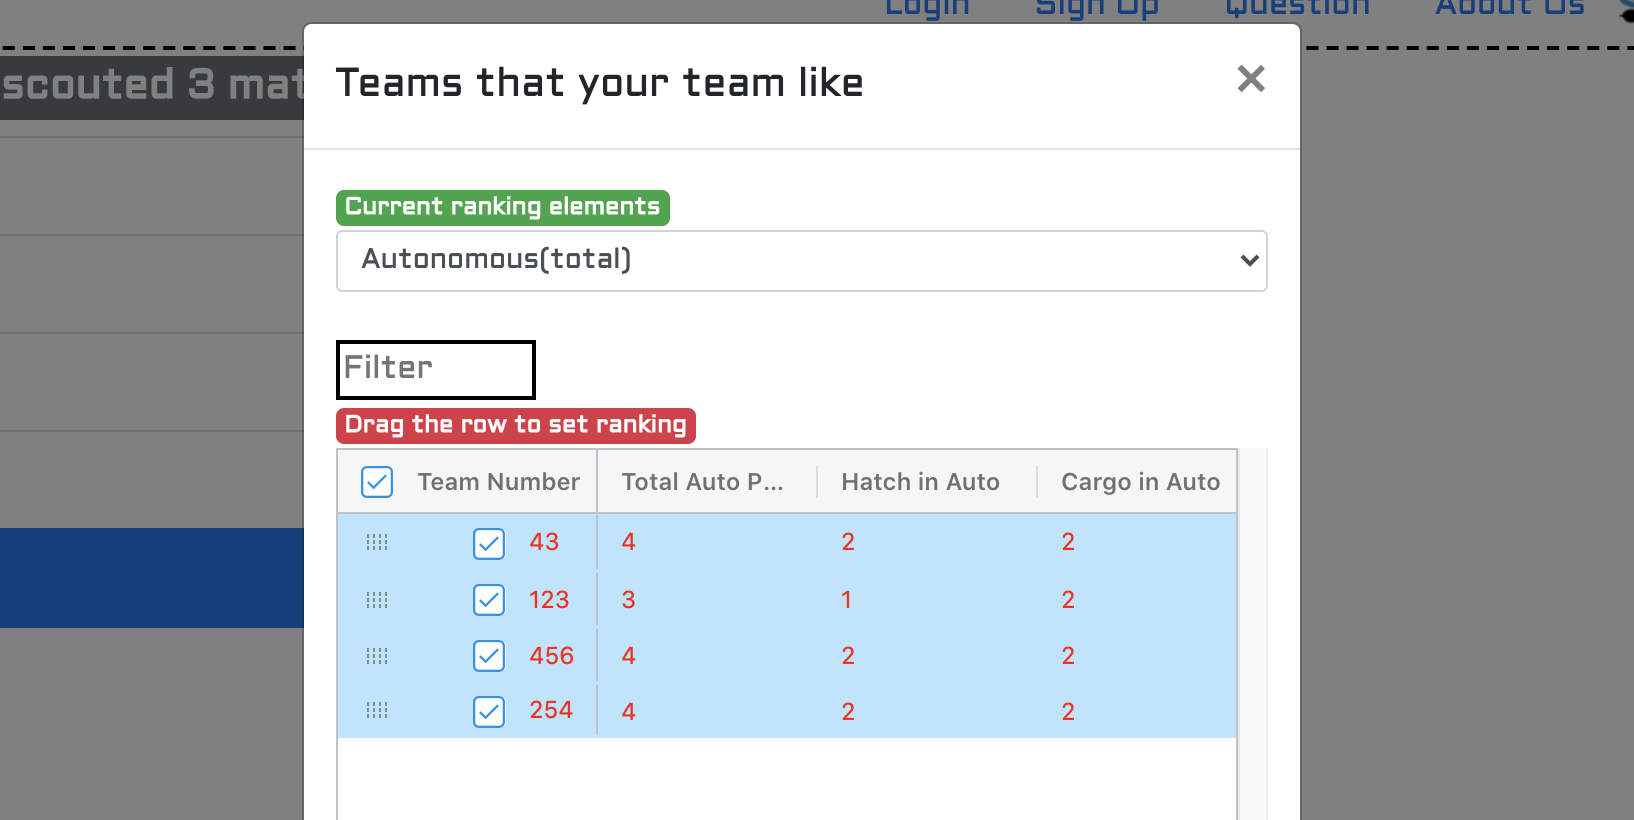 Login Sign Up Question About Us
scouted 3 mat
Teams that your team like
Current ranking elements
Autonomous(total)
Filter
Drag the row to set ranking
Team Number Total Auto P... Hatch in Auto Cargo in Auto
43 4 2 2
123 3 1 2
456 4 2 2
254 4 2 2